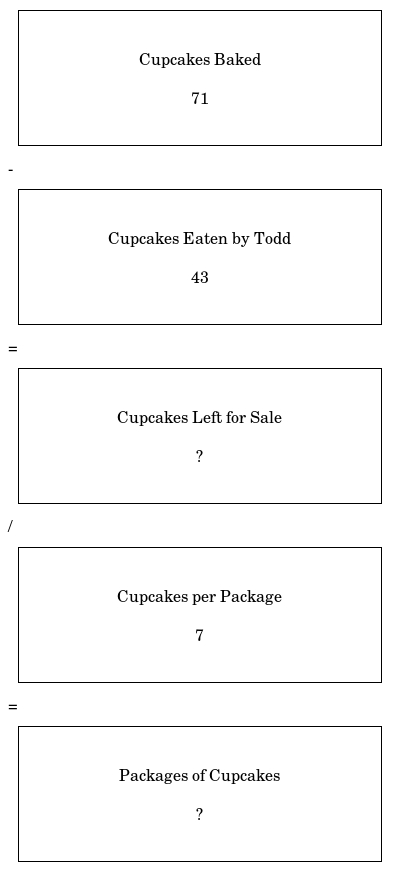 Cupcakes Baked
71
-
Cupcakes Eaten by Todd
43
=
Cupcakes Left for Sale
?
/
Cupcakes per Package
7
=
Packages of Cupcakes
?